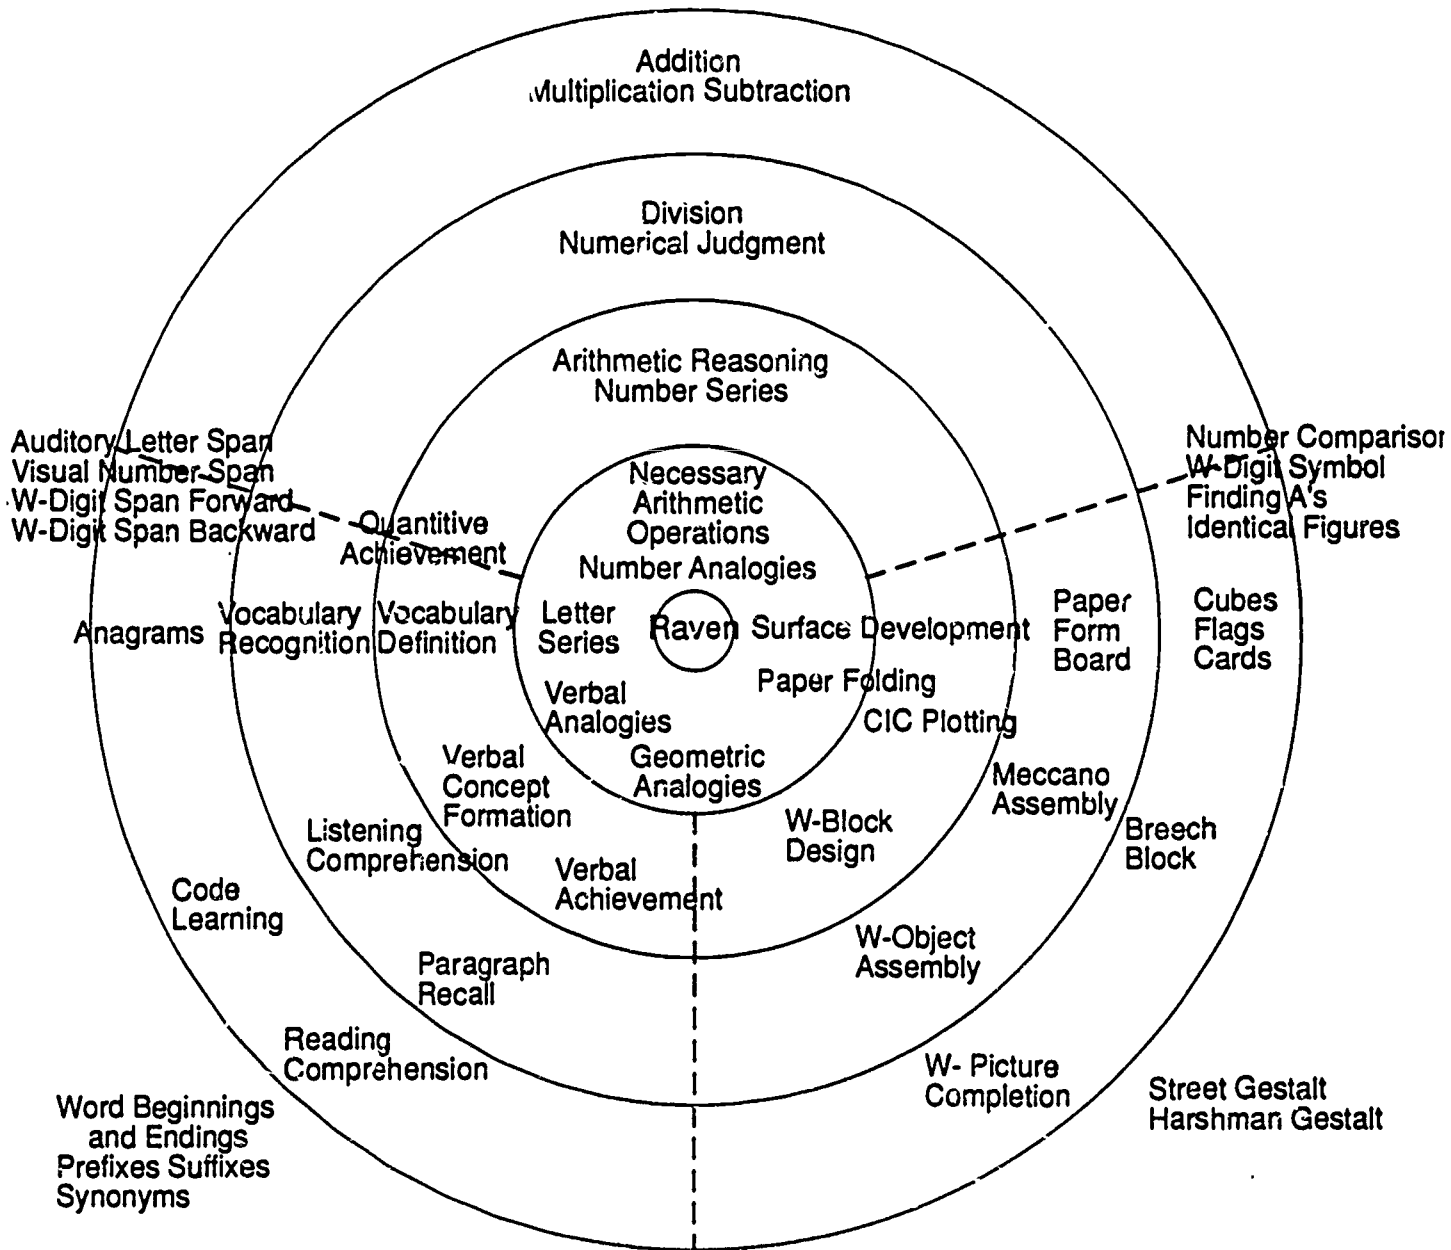 Addition
Multiplication Subtraction
Division
Numerical Judgment
Arithmetic Reasoning
Number Series
Necessary
Arithmetic
Operations
Number Analogies
Auditory Letter Span
Visual Number Span
W-Digit Span Forward
W-Digit Span Backward
Quantitive
Achievement
Number Comparison
W-Digit Symbol
Finding A's
Identical Figures
Anagrams
Vocabulary
Recognition
Vocabulary
Definition
Letter
Series
Raven
Surface Development
Paper
Form
Board
Cubes
Flags
Cards
Verbal
Analogies
Paper Folding
CIC Plotting
Geometric
Analogies
Verbal
Concept
Formation
Meccano
Assembly
Listening
Comprehension
W-Block
Design
Breech
Block
Verbal
Achievement
Code
Learning
Paragraph
Recall
W-Object
Assembly
Reading
Comprehension
W- Picture
Completion
Word Beginnings
and Endings
Prefixes Suffixes
Synonyms
Street Gestalt
Harshman Gestalt